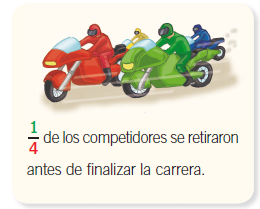 1/4 de los competidores se retiraron
antes de finalizar la carrera.